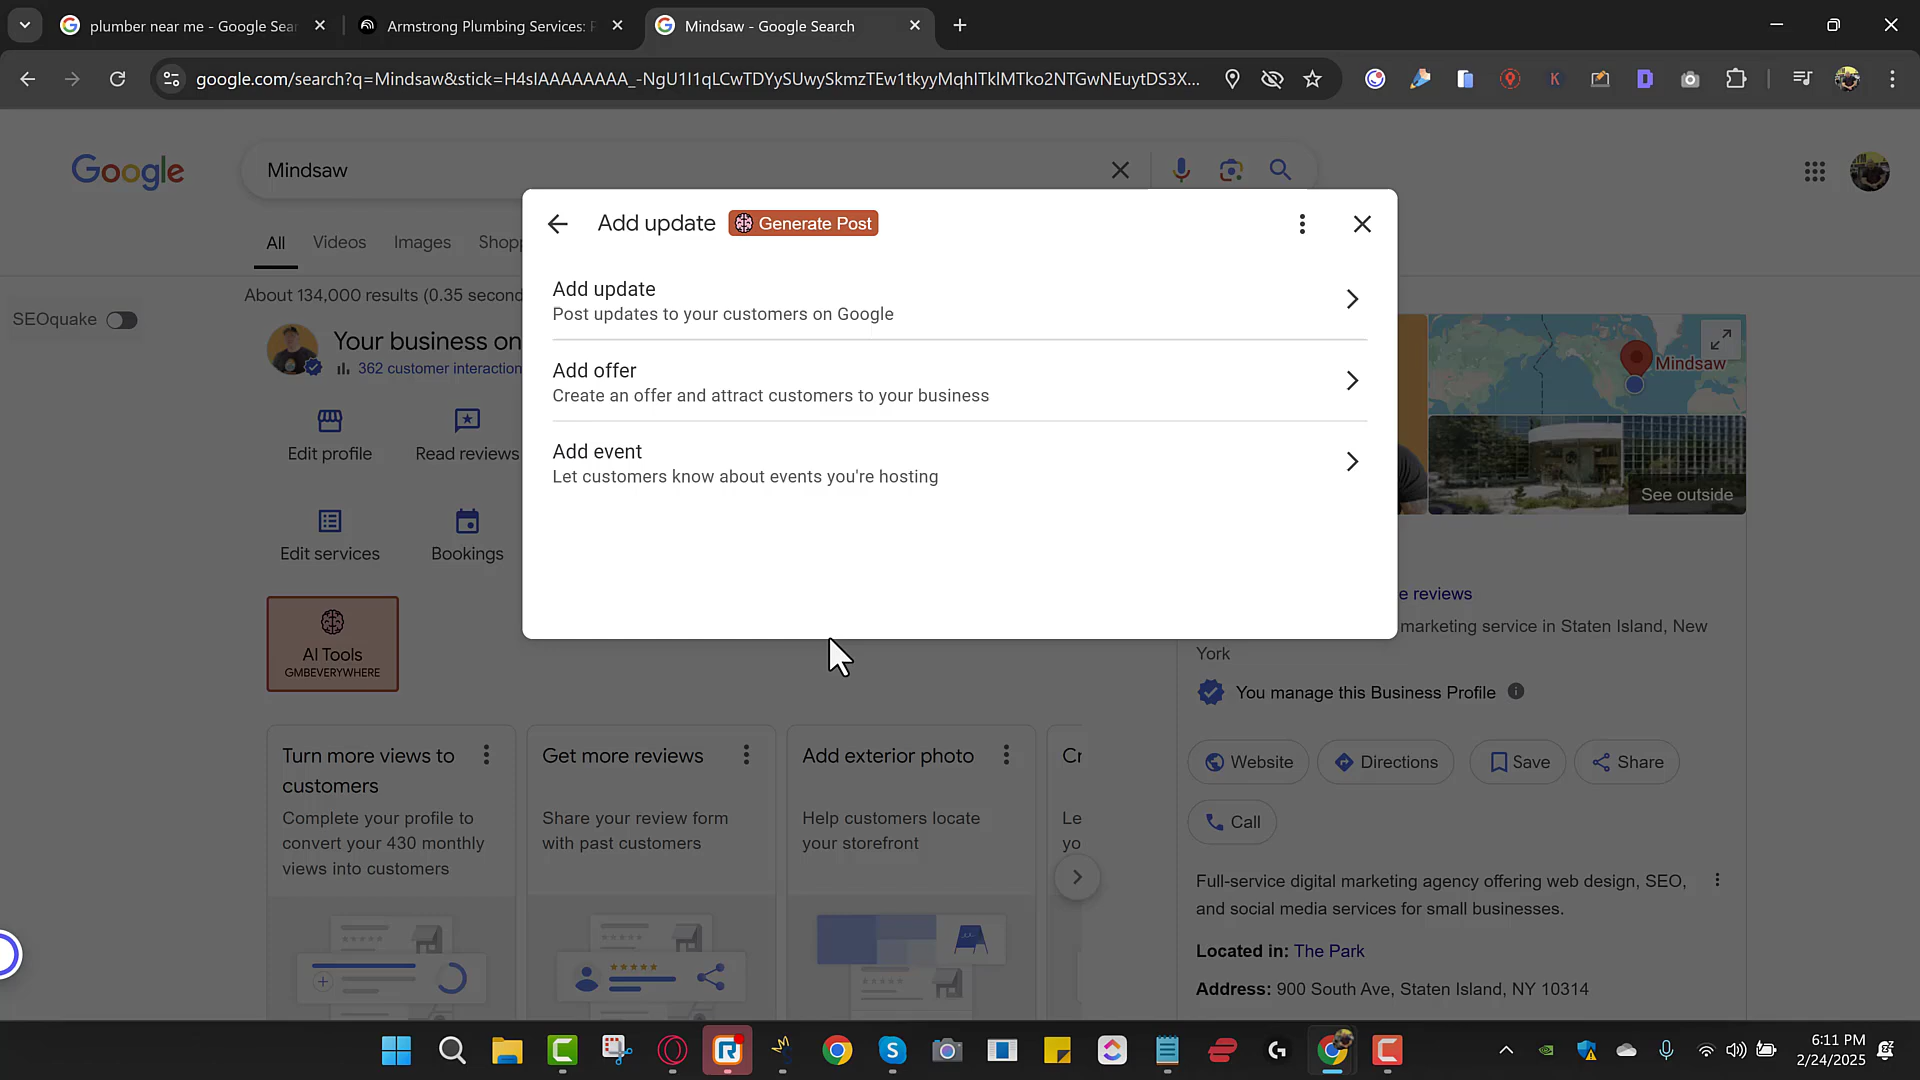 plumber near me - Google Sear
Armstrong Plumbing Services:
Mindsaw - Google Search
google.com/search?q=Mindsaw&stick=H4sIAAAAAAAA_-NgU1I1qLCwTDYySUwySkmzTEw1tkyyMqhITklMTko2NTGwNEuytDS3X...
Google
Mindsaw
All
Videos
Images
Shopp
SEOquake
About 134,000 results (0.35 second
Your business on
362 customer interaction
Edit profile
Read reviews
Edit services
Bookings
AI Tools
GMBEVERYWHERE
Add update
Generate Post
Add update
Post updates to your customers on Google
Add offer
Create an offer and attract customers to your business
Add event
Let customers know about events you're hosting
Turn more views to
customers
Complete your profile to
convert your 430 monthly
views into customers
Get more reviews
Share your review form
with past customers
Add exterior photo
Help customers locate
your storefront
Cr
Le
yo
Mindsaw
See outside
e reviews
marketing service in Staten Island, New
York
You manage this Business Profile
Website
Directions
Save
Share
Call
Full-service digital marketing agency offering web design, SEO,
and social media services for small businesses.
Located in: The Park
Address: 900 South Ave, Staten Island, NY 10314
6:11 PM
2/24/2025